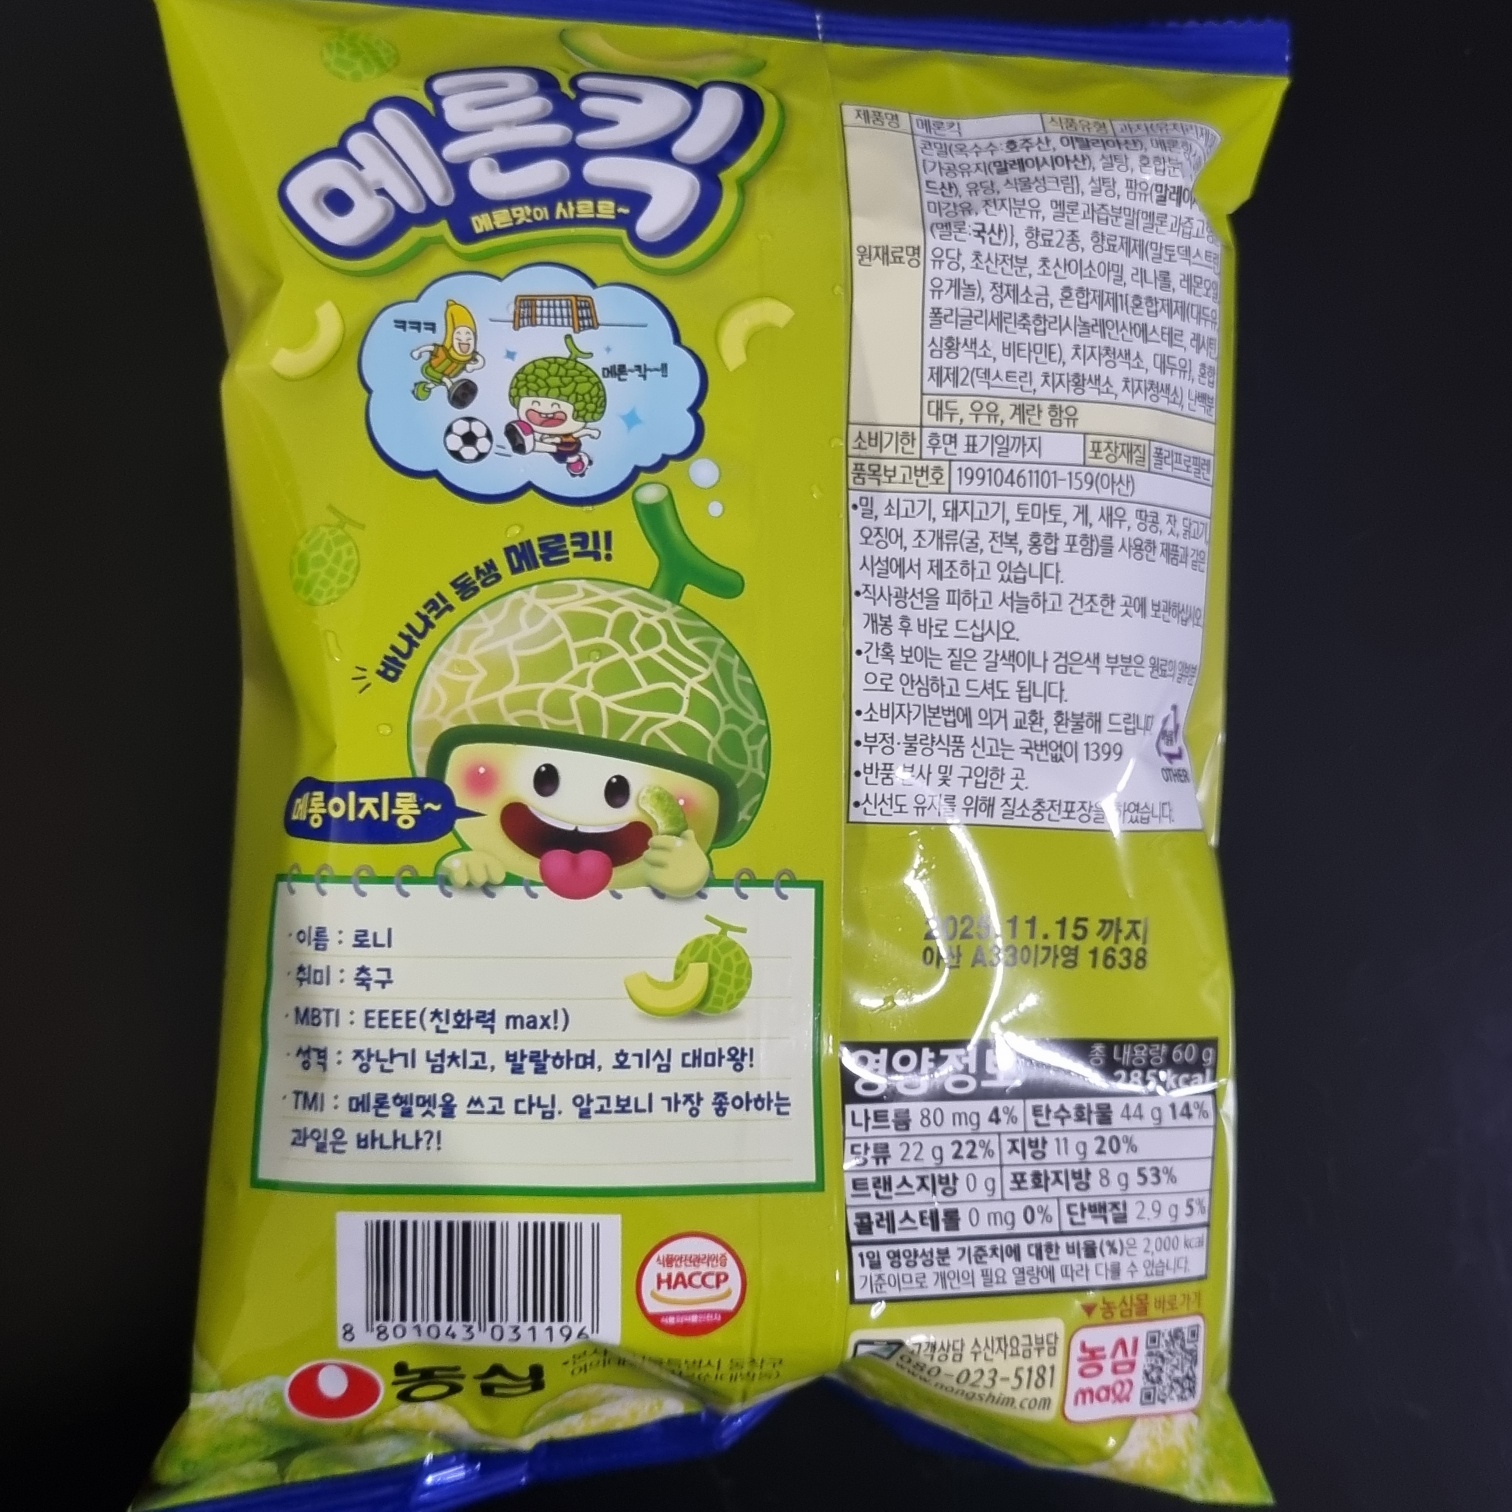 메론킥
메론맛이 사르르~
ㅋㅋㅋ
메론~킥~~!!
바나나킥 동생 메론킥!
메롱이지롱~
·이름 : 로니
·취미 : 축구
·MBTI : EEEE(친화력 max!)
·성격 : 장난기 넘치고, 발랄하며, 호기심 대마왕!
·TMI : 메론헬멧을 쓰고 다님. 알고보니 가장 좋아하는
과일은 바나나?!
8 801043 031196
식품안전관리인증
HACCP
농심
제품명 메론킥 식품유형
콘밀(옥수수:호주산, 이탈리아산),
[가공유지(말레이시아산), 설탕, 혼합분
드산), 유당, 식물성크림], 설탕, 팜유(말레이
미강유, 전지분유, 멜론과즙분말{멜론과즙고
원재료명
(멜론:국산)}, 향료2종, 향료제제(말토덱스트린
유당, 초산전분, 초산이소아밀, 리나롤, 레몬오일
유게놀), 정제소금, 혼합제제1{혼합제제(대두유
폴리글리세린축합리시놀레인산에스테르, 레시틴
심황색소, 비타민E), 치자청색소, 대두유}, 혼합
제제2(덱스트린, 치자황색소, 치자청색소), 난백분
대두, 우유, 계란 함유
소비기한 후면 표기일까지 포장재질 폴리프로필렌
품목보고번호 19910461101-159(아산)
•밀, 쇠고기, 돼지고기, 토마토, 게, 새우, 땅콩, 잣, 닭고기,
오징어, 조개류(굴, 전복, 홍합 포함)를 사용한 제품과 같은
시설에서 제조하고 있습니다.
•직사광선을 피하고 서늘하고 건조한 곳에 보관하십시오.
개봉 후 바로 드십시오.
•간혹 보이는 짙은 갈색이나 검은색 부분은 원료의 일부분
으로 안심하고 드셔도 됩니다.
•소비자기본법에 의거 교환, 환불해 드립니다
•부정·불량식품 신고는 국번없이 1399
•반품:본사 및 구입한 곳.
•신선도 유지를 위해 질소충전포장을 하였습니다.
OTHER
2025.11.15 까지
아산 A33이가영 1638
영양정보 총 내용량 60 g
285 kcal
나트륨 80 mg 4% 탄수화물 44 g 14%
당류 22 g 22% 지방 11 g 20%
트랜스지방 0 g 포화지방 8 g 53%
콜레스테롤 0 mg 0% 단백질 2.9 g 5%
1일 영양성분 기준치에 대한 비율(%)은 2,000 kcal
기준이므로 개인의 필요 열량에 따라 다를 수 있습니다.
▼농심몰 바로가기
고객상담 수신자요금부담
080-023-5181
www.nongshim.com
농심
mall